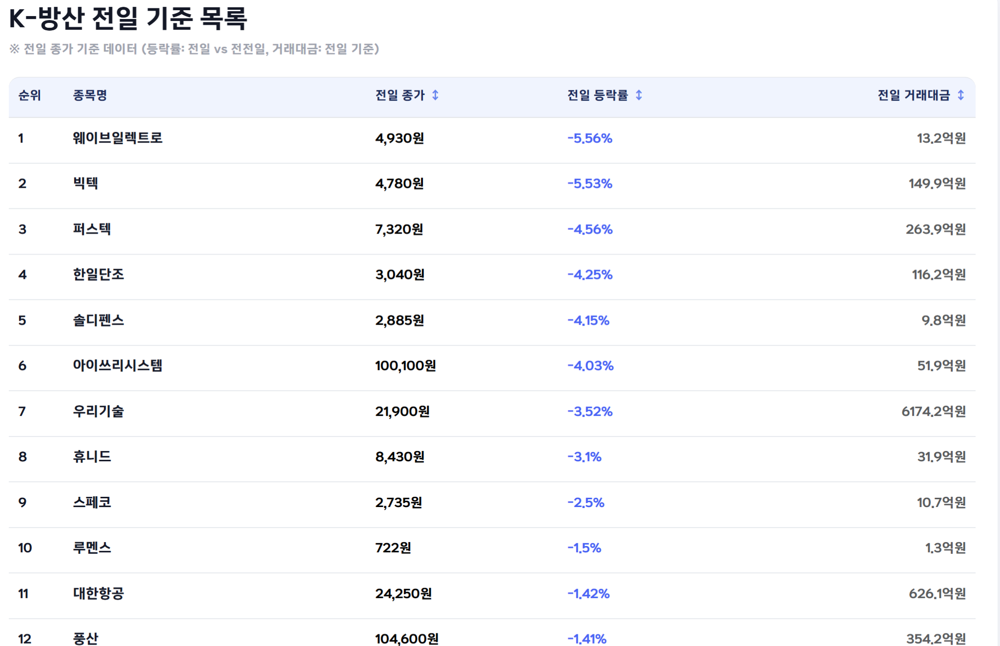 K-방산 전일 기준 목록
※ 전일 종가 기준 데이터 (등락률: 전일 vs 전전일, 거래대금: 전일 기준)
순위 종목명 전일 종가 ↕ 전일 등락률 ↕ 전일 거래대금 ↕
1 웨이브일렉트로 4,930원 -5.56% 13.2억원
2 빅텍 4,780원 -5.53% 149.9억원
3 퍼스텍 7,320원 -4.56% 263.9억원
4 한일단조 3,040원 -4.25% 116.2억원
5 솔디펜스 2,885원 -4.15% 9.8억원
6 아이쓰리시스템 100,100원 -4.03% 51.9억원
7 우리기술 21,900원 -3.52% 6174.2억원
8 휴니드 8,430원 -3.1% 31.9억원
9 스페코 2,735원 -2.5% 10.7억원
10 루멘스 722원 -1.5% 1.3억원
11 대한항공 24,250원 -1.42% 626.1억원
12 풍산 104,600원 -1.41% 354.2억원